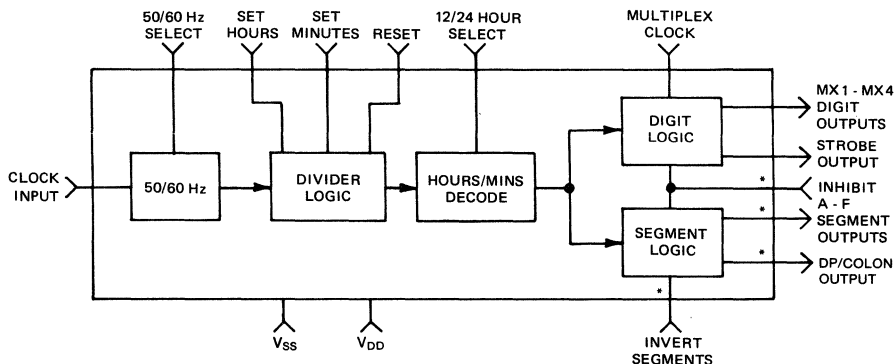 50/60 Hz
SELECT
SET
HOURS
SET
MINUTES
RESET
12/24 HOUR
SELECT
MULTIPLEX
CLOCK
CLOCK
INPUT
50/60 Hz
DIVIDER
LOGIC
HOURS/MINS
DECODE
DIGIT
LOGIC
SEGMENT
LOGIC
MX1 - MX4
DIGIT
OUTPUTS
STROBE
OUTPUT
*
INHIBIT
*
A - F
SEGMENT
OUTPUTS
*
DP/COLON
OUTPUT
*
VSS
VDD
INVERT
SEGMENTS